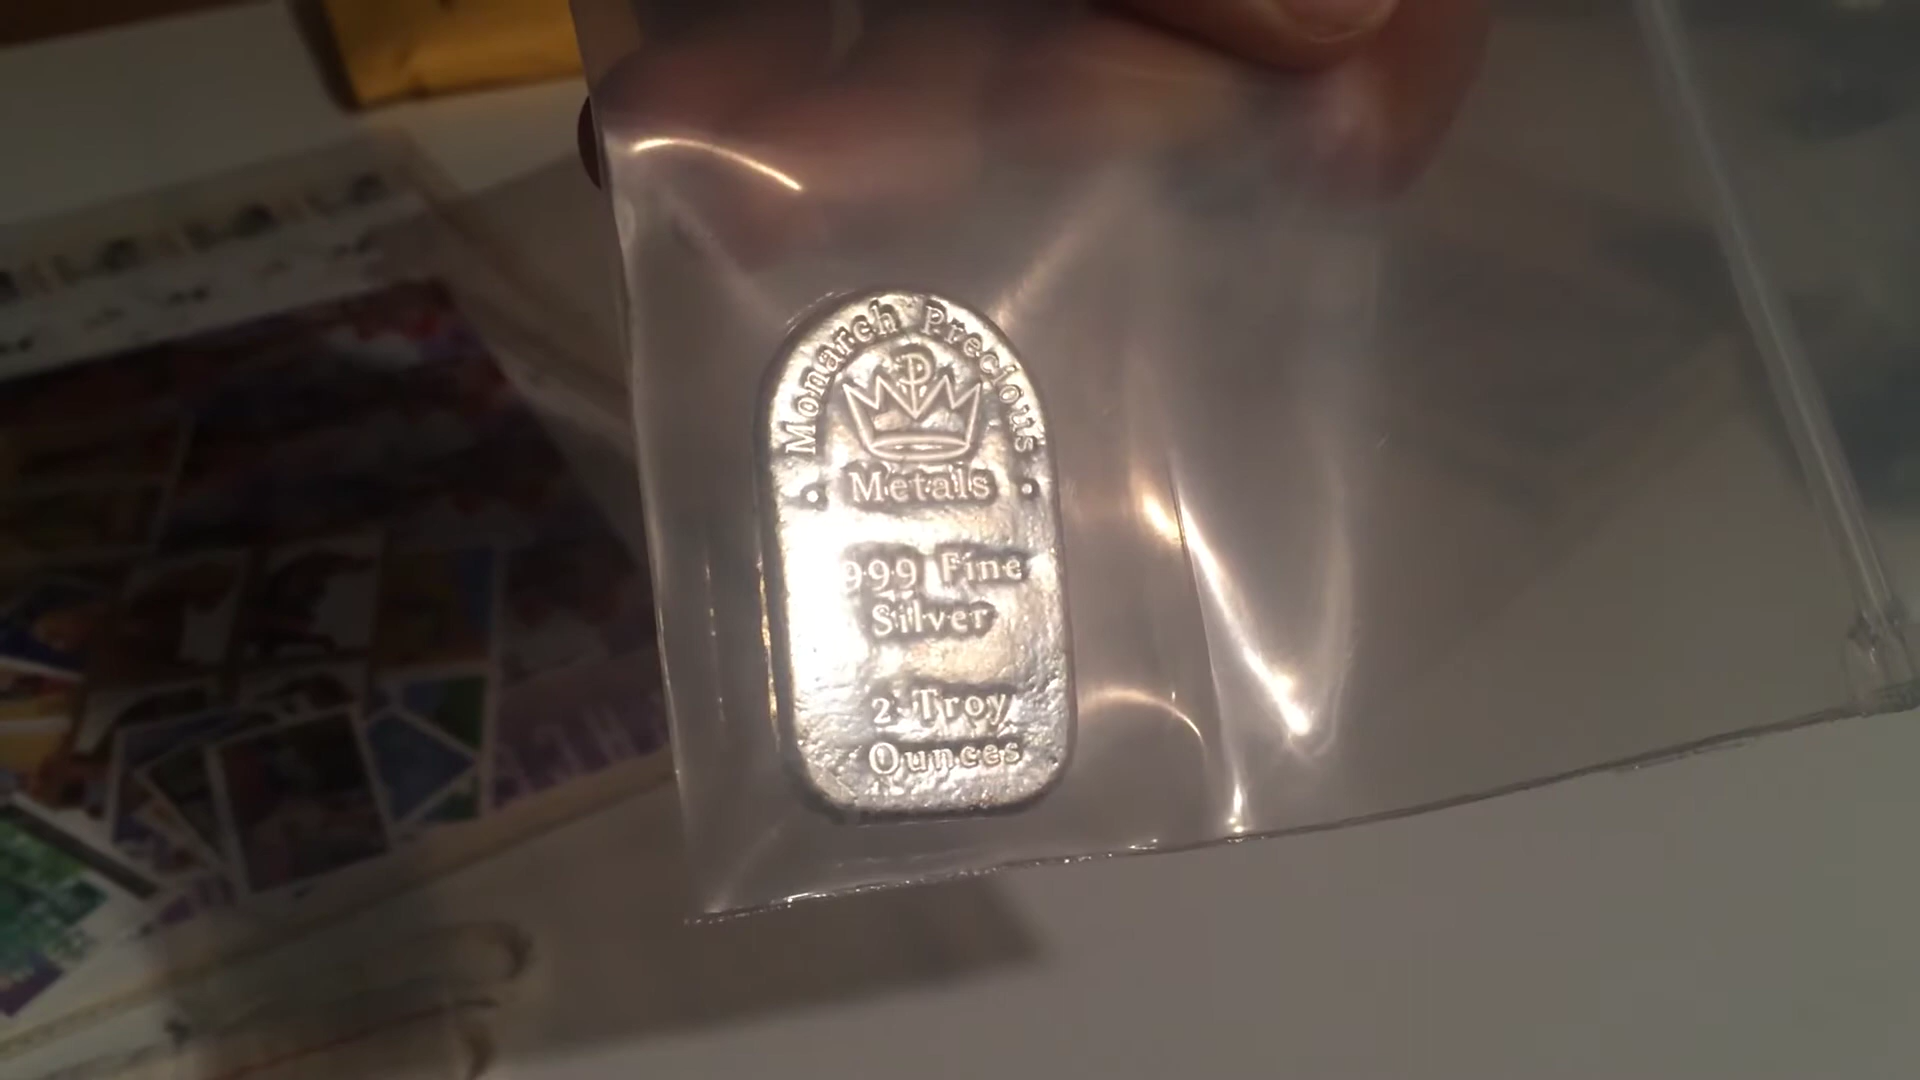 Monarch Precious
Metals
999 Fine
Silver
2 Troy
Ounces